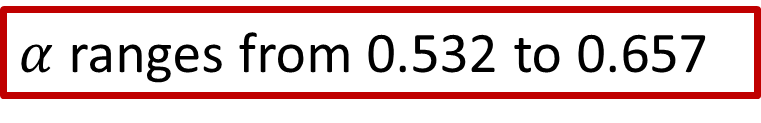 𝛼 ranges from 0.532 to 0.657